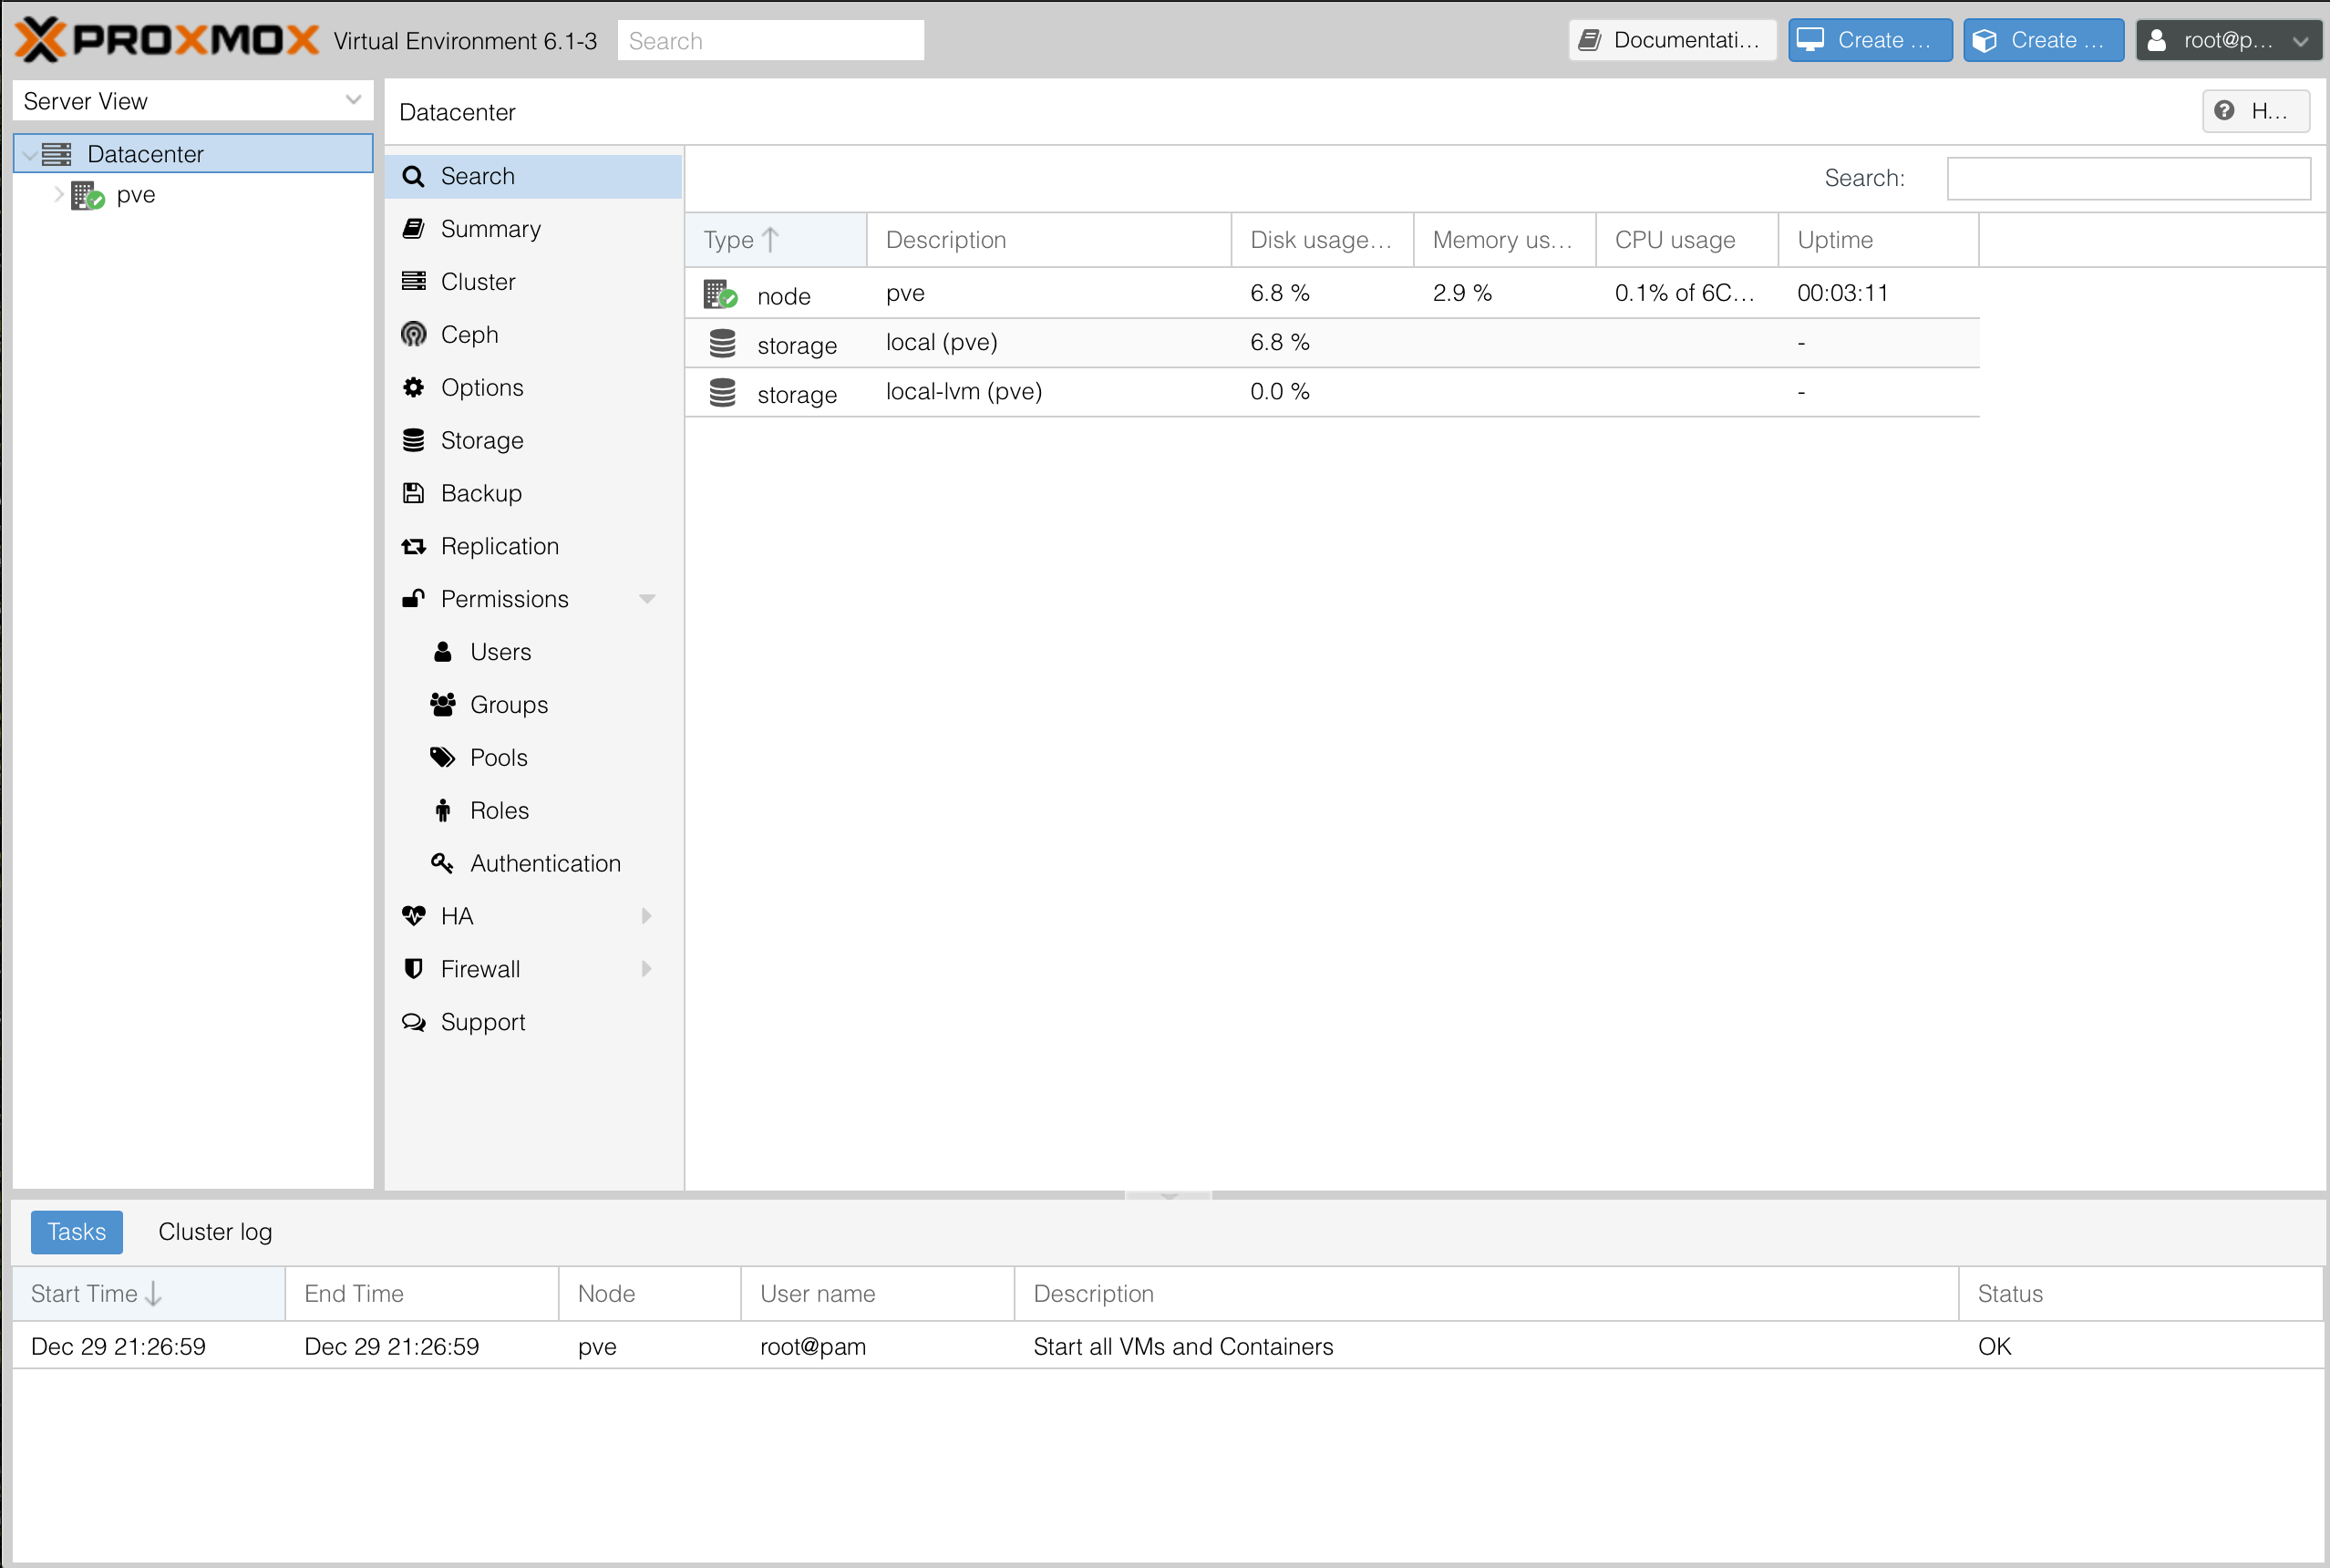 PROXMOX Virtual Environment 6.1-3 Search Documentati... Create ... Create ... root@p...
Server View
Datacenter
pve
Datacenter H...
Search
Summary
Cluster
Ceph
Options
Storage
Backup
Replication
Permissions
Users
Groups
Pools
Roles
Authentication
HA
Firewall
Support
Search:
Type Description Disk usage... Memory us... CPU usage Uptime
node pve 6.8 % 2.9 % 0.1% of 6C... 00:03:11
storage local (pve) 6.8 % -
storage local-lvm (pve) 0.0 % -
Tasks Cluster log
Start Time End Time Node User name Description Status
Dec 29 21:26:59 Dec 29 21:26:59 pve root@pam Start all VMs and Containers OK